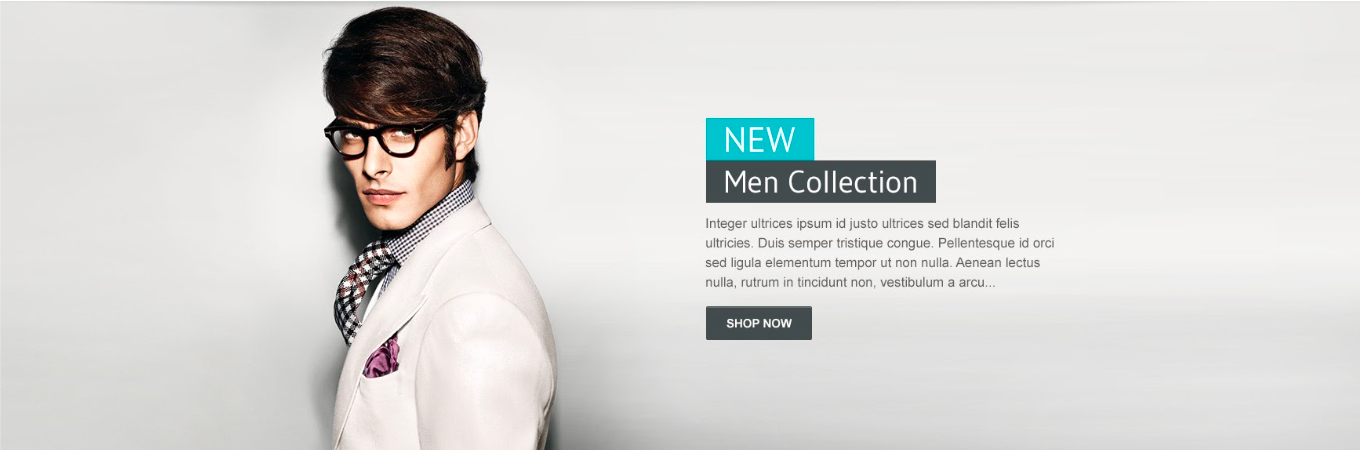 NEW
Men Collection
Integer ultrices ipsum id justo ultrices sed blandit felis
ultricies. Duis semper tristique congue. Pellentesque id orci
sed ligula elementum tempor ut non nulla. Aenean lectus
nulla, rutrum in tincidunt non, vestibulum a arcu...
SHOP NOW